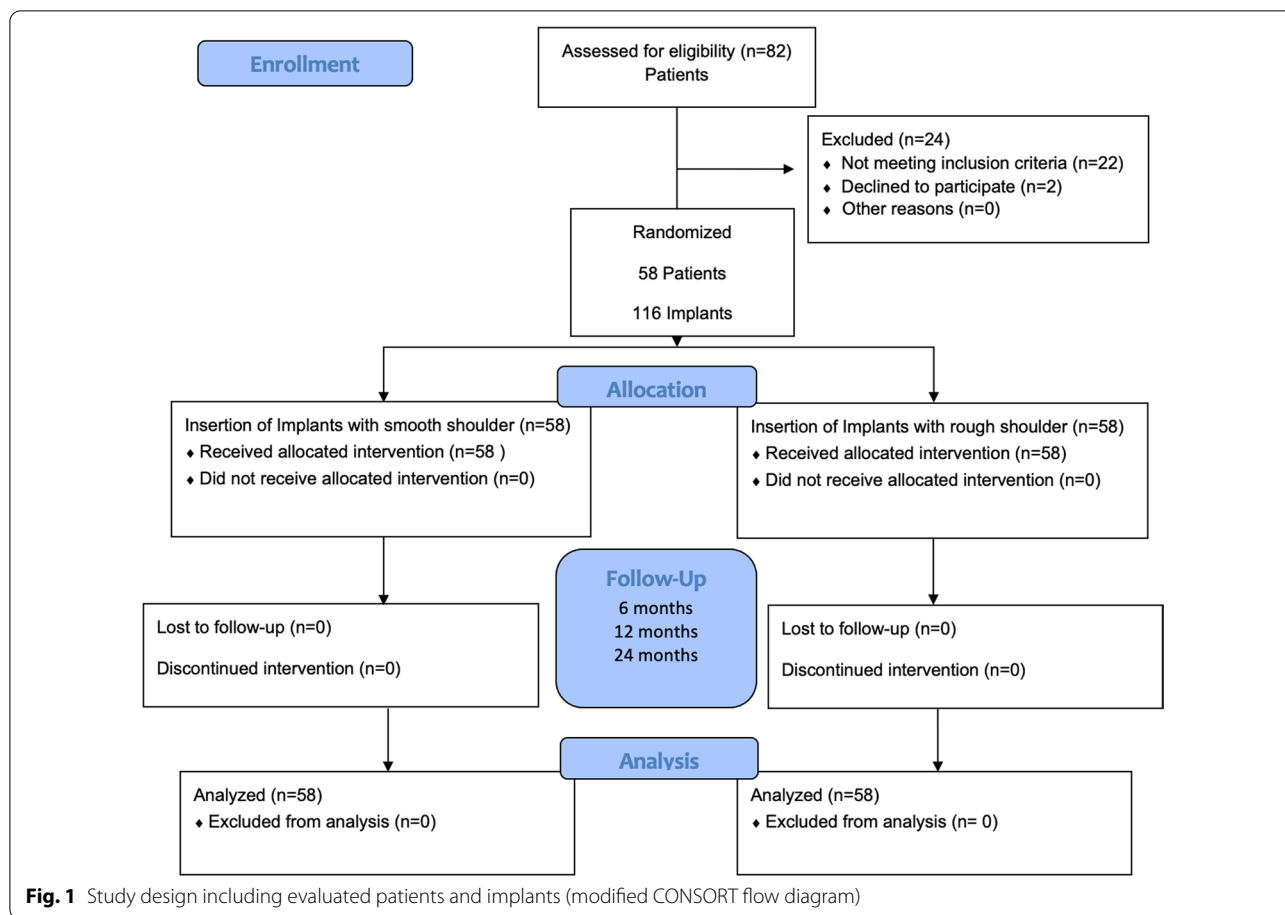 Enrollment
Assessed for eligibility (n=82)
Patients
Excluded (n=24)
♦ Not meeting inclusion criteria (n=22)
♦ Declined to participate (n=2)
♦ Other reasons (n=0)
Randomized
58 Patients
116 Implants
Allocation
Insertion of Implants with smooth shoulder (n=58)
♦ Received allocated intervention (n=58 )
♦ Did not receive allocated intervention (n=0)
Insertion of Implants with rough shoulder (n=58)
♦ Received allocated intervention (n=58)
♦ Did not receive allocated intervention (n=0)
Follow-Up
6 months
12 months
24 months
Lost to follow-up (n=0)
Discontinued intervention (n=0)
Lost to follow-up (n=0)
Discontinued intervention (n=0)
Analysis
Analyzed (n=58)
♦ Excluded from analysis (n=0)
Analyzed (n=58)
♦ Excluded from analysis (n= 0)
Fig. 1 Study design including evaluated patients and implants (modified CONSORT flow diagram)